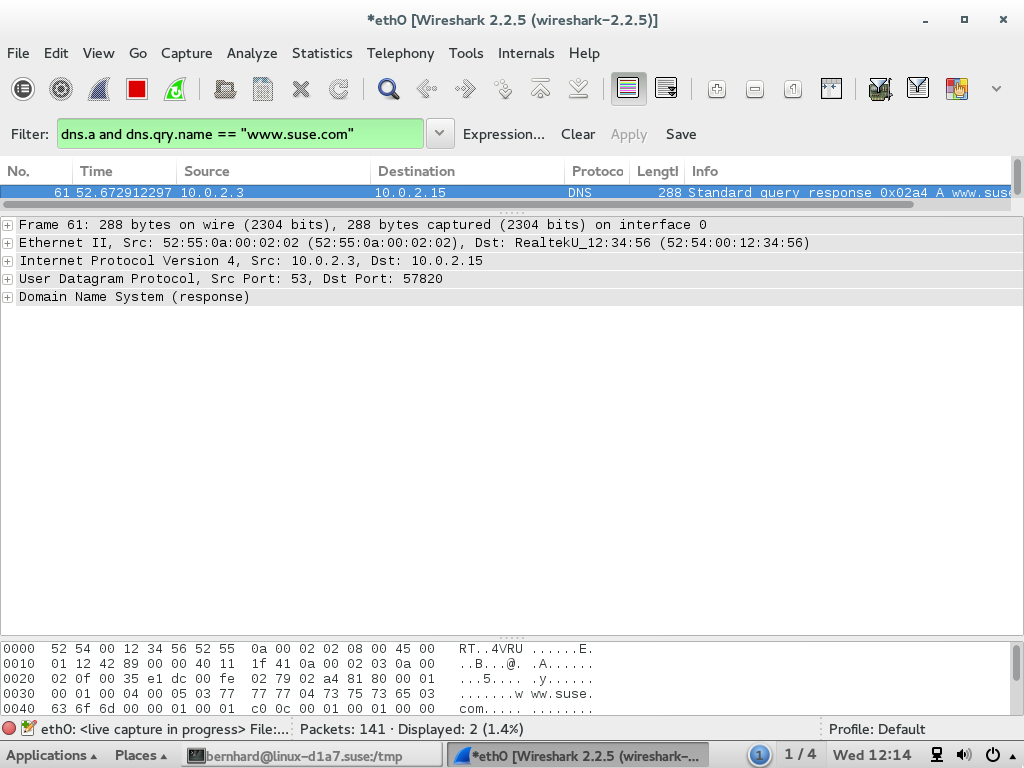 *eth0 [Wireshark 2.2.5 (wireshark-2.2.5)]
File Edit View Go Capture Analyze Statistics Telephony Tools Internals Help
Filter: dns.a and dns.qry.name == "www.suse.com" Expression... Clear Apply Save
No. Time Source Destination Protoco Lengtl Info
61 52.672912297 10.0.2.3 10.0.2.15 DNS 288 Standard query response 0x02a4 A www.suse
Frame 61: 288 bytes on wire (2304 bits), 288 bytes captured (2304 bits) on interface 0
Ethernet II, Src: 52:55:0a:00:02:02 (52:55:0a:00:02:02), Dst: RealtekU_12:34:56 (52:54:00:12:34:56)
Internet Protocol Version 4, Src: 10.0.2.3, Dst: 10.0.2.15
User Datagram Protocol, Src Port: 53, Dst Port: 57820
Domain Name System (response)
0000 52 54 00 12 34 56 52 55 0a 00 02 02 08 00 45 00 RT..4VRU ......E.
0010 01 12 42 89 00 00 40 11 1f 41 0a 00 02 03 0a 00 ..B...@. .A......
0020 02 0f 00 35 e1 dc 00 fe 02 79 02 a4 81 80 00 01 ...5.... .y......
0030 00 01 00 04 00 05 03 77 77 77 04 73 75 73 65 03 .......w ww.suse.
0040 63 6f 6d 00 00 01 00 01 c0 0c 00 01 00 01 00 00 com..... ........
eth0: <live capture in progress> File:... Packets: 141 · Displayed: 2 (1.4%) Profile: Default
Applications Places bernhard@linux-d1a7.suse:/tmp *eth0 [Wireshark 2.2.5 (wireshark-... 1 1 / 4 Wed 12:14